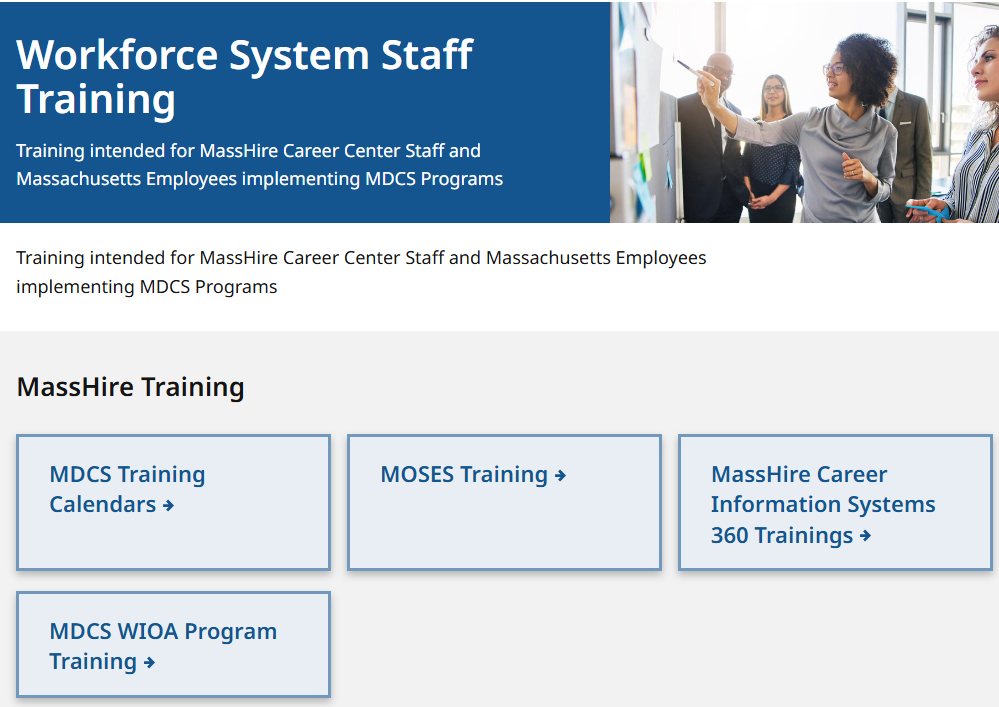 Workforce System Staff
Training
Training intended for MassHire Career Center Staff and
Massachusetts Employees implementing MDCS Programs
Training intended for MassHire Career Center Staff and Massachusetts Employees
implementing MDCS Programs
MassHire Training
MDCS Training
Calendars →
MOSES Training →
MassHire Career
Information Systems
360 Trainings →
MDCS WIOA Program
Training →